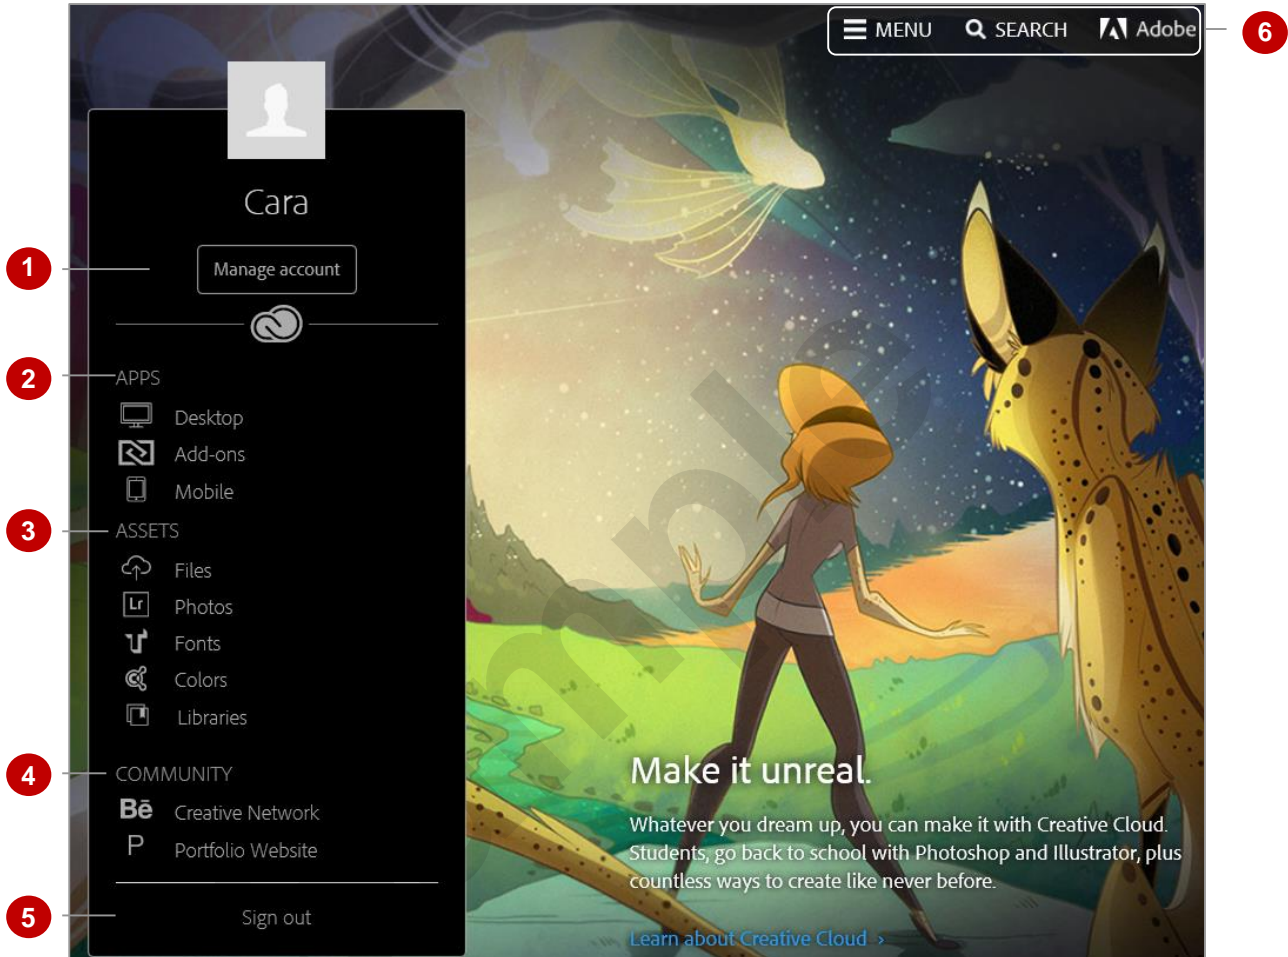 MENU SEARCH Adobe
6
Cara
1
Manage account
2
APPS
Desktop
Add-ons
Mobile
3
ASSETS
Files
Lr Photos
Fonts
Colors
Libraries
4
COMMUNITY
Bē Creative Network
P Portfolio Website
5
Sign out
Make it unreal.
Whatever you dream up, you can make it with Creative Cloud.
Students, go back to school with Photoshop and Illustrator, plus
countless ways to create like never before.
Learn about Creative Cloud ›